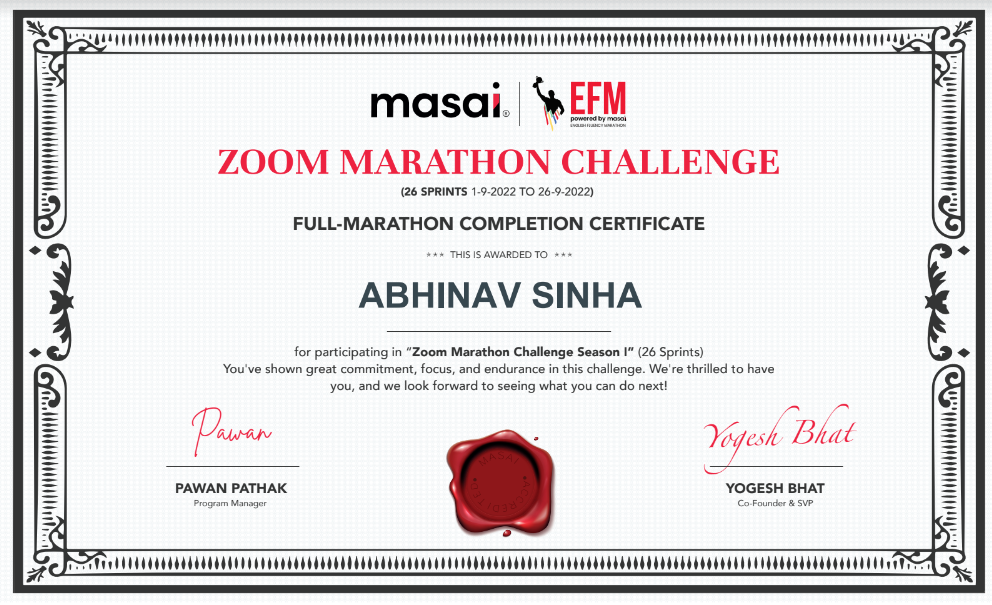 masai®
EFM
powered by masai
ENGLISH FLUENCY MARATHON
ZOOM MARATHON CHALLENGE
(26 SPRINTS 1-9-2022 TO 26-9-2022)
FULL-MARATHON COMPLETION CERTIFICATE
*** THIS IS AWARDED TO ***
ABHINAV SINHA
for participating in “Zoom Marathon Challenge Season I” (26 Sprints)
You've shown great commitment, focus, and endurance in this challenge. We're thrilled to have
you, and we look forward to seeing what you can do next!
Pawan
PAWAN PATHAK
Program Manager
MASAI
Yogesh Bhat
YOGESH BHAT
Co-Founder & SVP